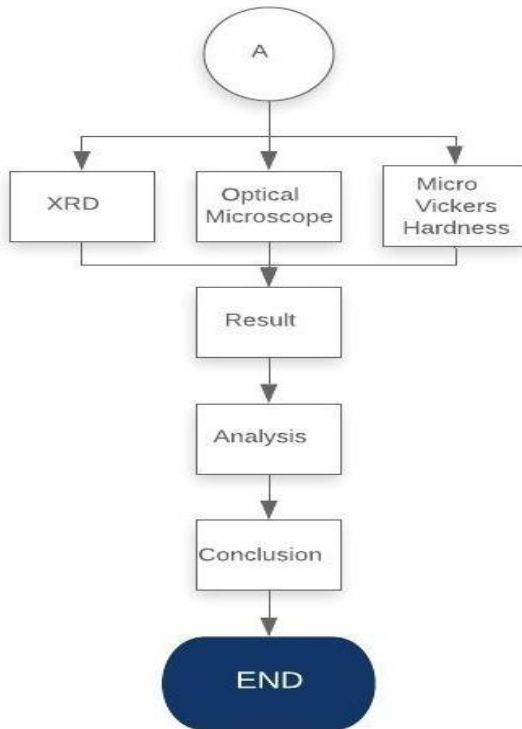 A
XRD
Optical
Microscope
Micro
Vickers
Hardness
Result
Analysis
Conclusion
END